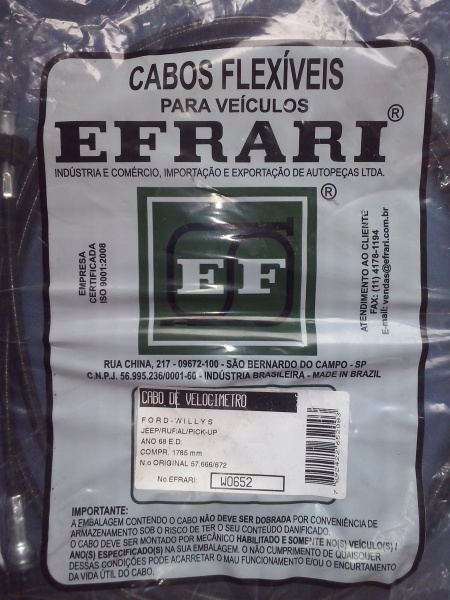 CABOS FLEXÍVEIS
PARA VEÍCULOS
EFRARI®
INDÚSTRIA E COMÉRCIO, IMPORTAÇÃO E EXPORTAÇÃO DE AUTOPEÇAS LTDA.
®
EMPRESA
CERTIFICADA
ISO 9001:2008
EF
ATENDIMENTO AO CLIENTE
FAX: (11) 4178-1194
E-mail: vendas@efrari.com.br
RUA CHINA, 217 - 09672-100 - SÃO BERNARDO DO CAMPO - SP
C.N.P.J. 56.995.236/0001-60 - INDÚSTRIA BRASILEIRA - MADE IN BRAZIL
CABO DE VELOCIMETRO
FORD-WILLYS
JEEP/RURAL/PICK-UP
ANO 68 E.D.
COMPR. 1785 mm
N.o ORIGINAL 57.666/672
No.EFRARI: W0652
IMPORTANTE:
A EMBALAGEM CONTENDO O CABO NÃO DEVE SER DOBRADA POR CONVENIÊNCIA DE
ARMAZENAMENTO SOB O RISCO DE TER O SEU CONTEÚDO DANIFICADO.
O CABO DEVE SER MONTADO POR MECÂNICO HABILITADO E SOMENTE NO(S) VEÍCULO(S) /
ANO(S) ESPECIFICADO(S) NA SUA EMBALAGEM. O NÃO CUMPRIMENTO DE QUAISQUER
DESSAS CONDIÇÕES PODE ACARRETAR O MAU FUNCIONAMENTO E/OU O ENCURTAMENTO
DA VIDA ÚTIL DO CABO.